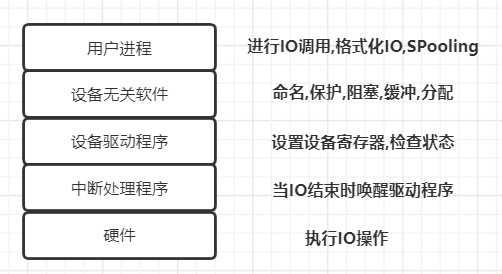 用户进程 进行IO调用,格式化IO,SPooling
设备无关软件 命名,保护,阻塞,缓冲,分配
设备驱动程序 设置设备寄存器,检查状态
中断处理程序 当IO结束时唤醒驱动程序
硬件 执行IO操作